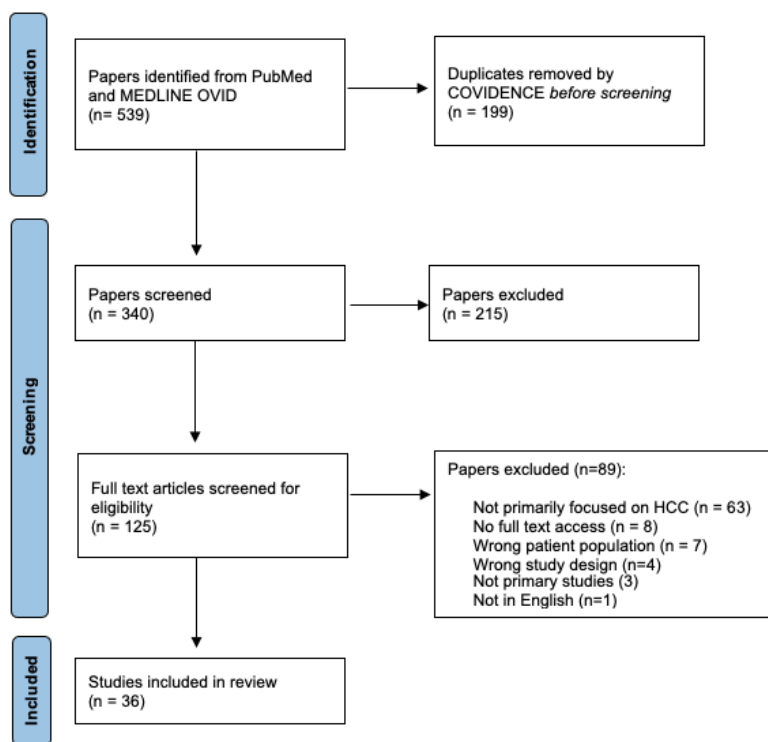 Identification
Papers identified from PubMed
and MEDLINE OVID
(n= 539)
Duplicates removed by
COVIDENCE before screening
(n = 199)
Screening
Papers screened
(n = 340)
Papers excluded
(n = 215)
Full text articles screened for
eligibility
(n = 125)
Papers excluded (n=89):
Not primarily focused on HCC (n = 63)
No full text access (n = 8)
Wrong patient population (n = 7)
Wrong study design (n=4)
Not primary studies (3)
Not in English (n=1)
Included
Studies included in review
(n = 36)